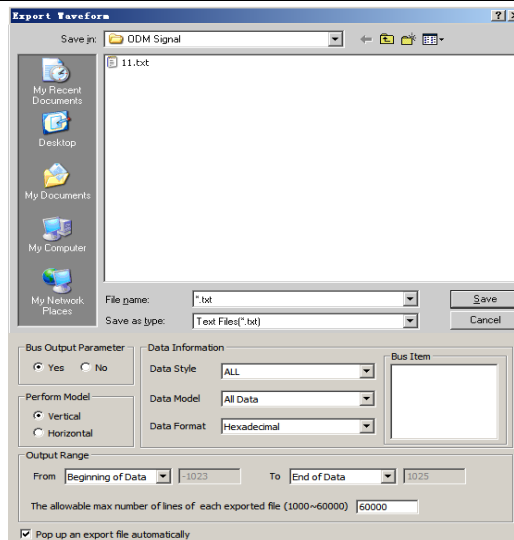 Export Waveform
Save in: ODM Signal
11.txt
My Recent
Documents
Desktop
My Documents
My Computer
My Network
Places
File name: *.txt Save
Save as type: Text Files(*.txt) Cancel
Bus Output Parameter
Yes No
Perform Model
Vertical
Horizontal
Data Information
Data Style ALL
Data Model All Data
Data Format Hexadecimal
Bus Item
Output Range
From Beginning of Data -1023 To End of Data 1025
The allowable max number of lines of each exported file (1000~60000) 60000
Pop up an export file automatically